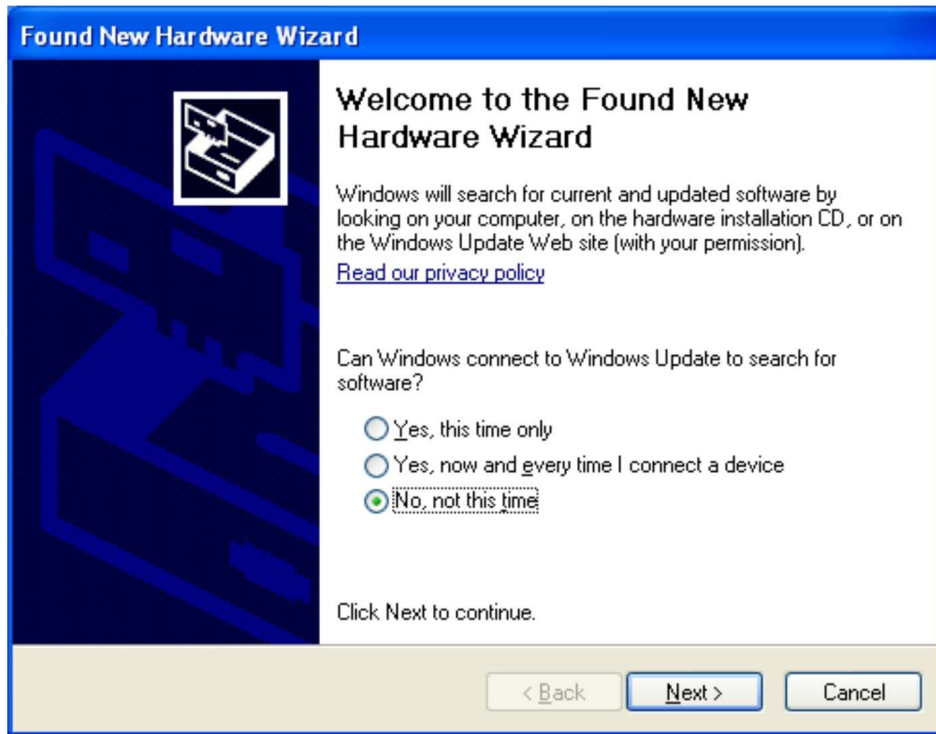 Found New Hardware Wizard
Welcome to the Found New
Hardware Wizard
Windows will search for current and updated software by
looking on your computer, on the hardware installation CD, or on
the Windows Update Web site (with your permission).
Read our privacy policy
Can Windows connect to Windows Update to search for
software?
Yes, this time only
Yes, now and every time I connect a device
No, not this time
Click Next to continue.
< Back
Next >
Cancel